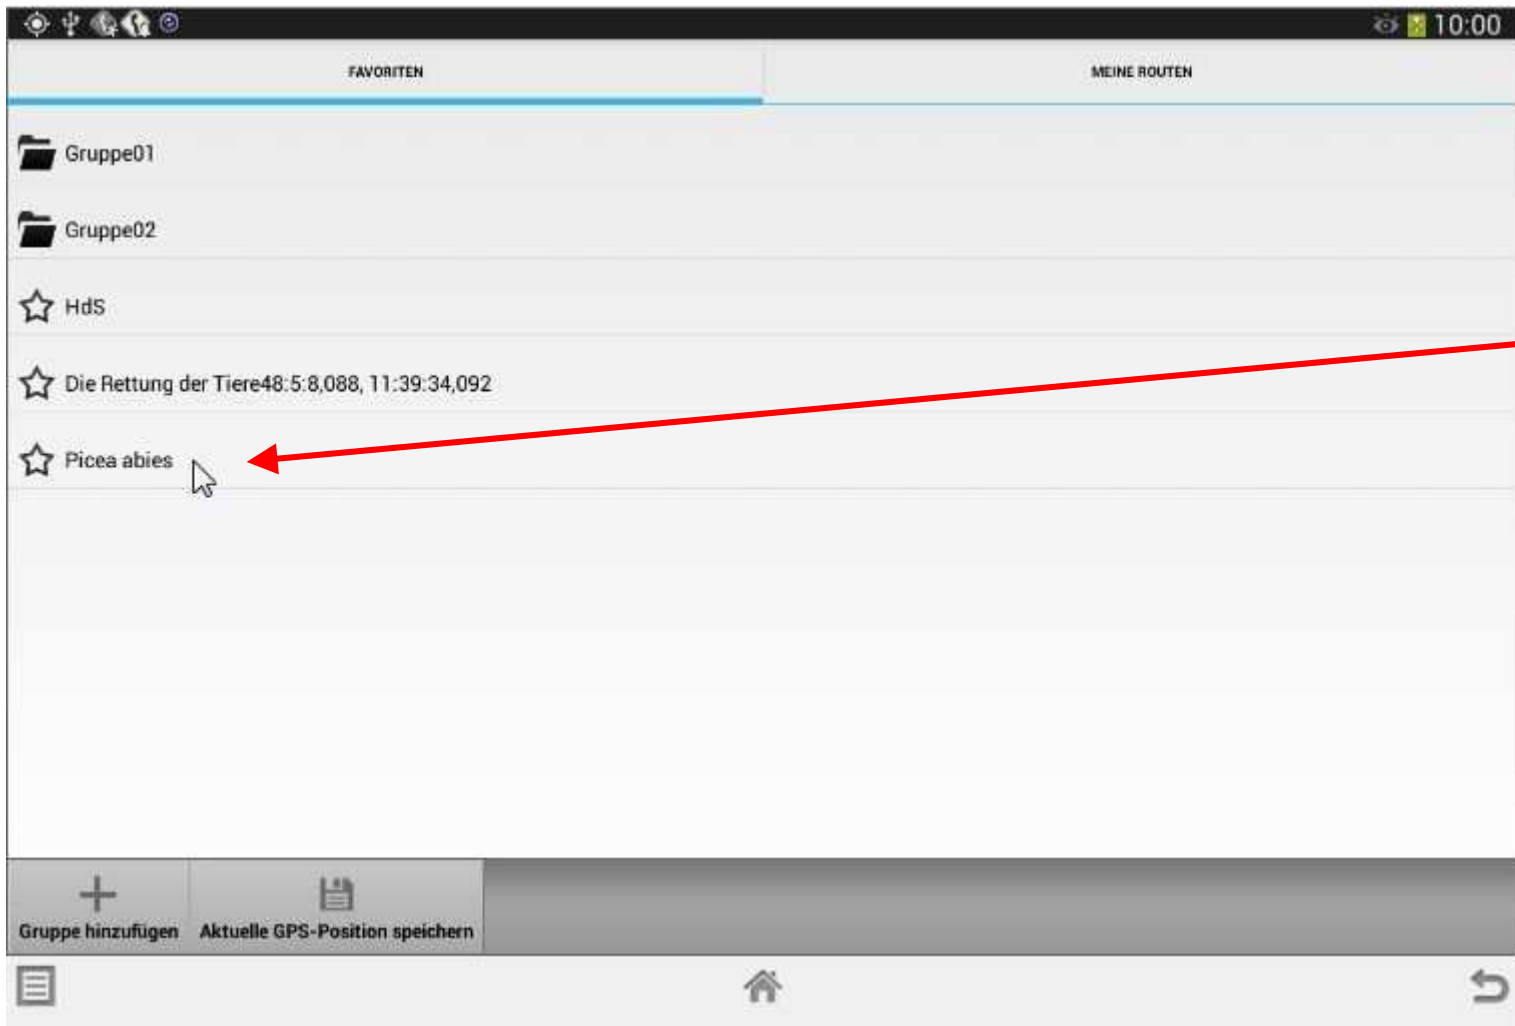 10:00
FAVORITEN
MEINE ROUTEN
Gruppe01
Gruppe02
HdS
Die Rettung der Tiere48:5:8,088, 11:39:34,092
Picea abies
Gruppe hinzufügen
Aktuelle GPS-Position speichern